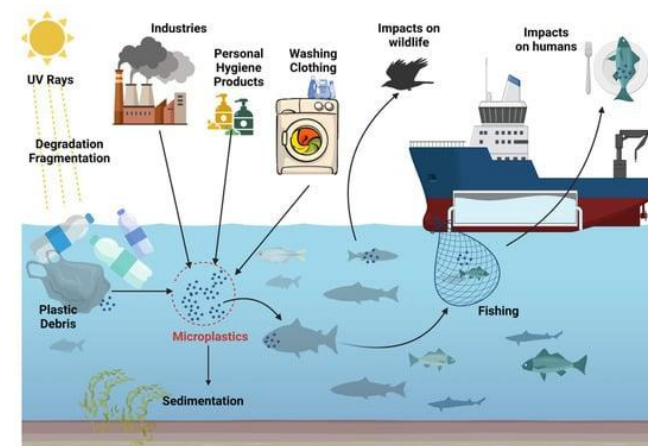 Industries
Personal
Hygiene
Products
Washing
Clothing
Impacts on
wildlife
Impacts
on humans
UV Rays
Degradation
Fragmentation
Plastic
Debris
Microplastics
Fishing
Sedimentation